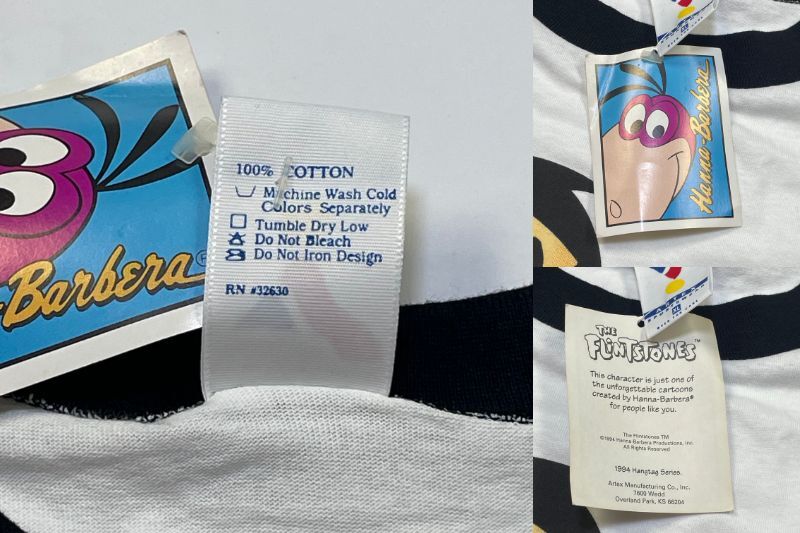 -Barbera
100% COTTON
Machine Wash Cold
Colors Separately
Tumble Dry Low
Do Not Bleach
Do Not Iron Design
RN #32630
Hanna-Barbera
XL
THE
FLINTSTONES
This character is just one of
the unforgettable cartoons
created by Hanna-Barbera®
for people like you.
The Flintstones TM
©1994 Hanna-Barbera Productions, Inc.
All Rights Reserved
1994 Hangtag Series.
Artex Manufacturing Co., Inc.
7600 Wedd
Overland Park, KS 66204